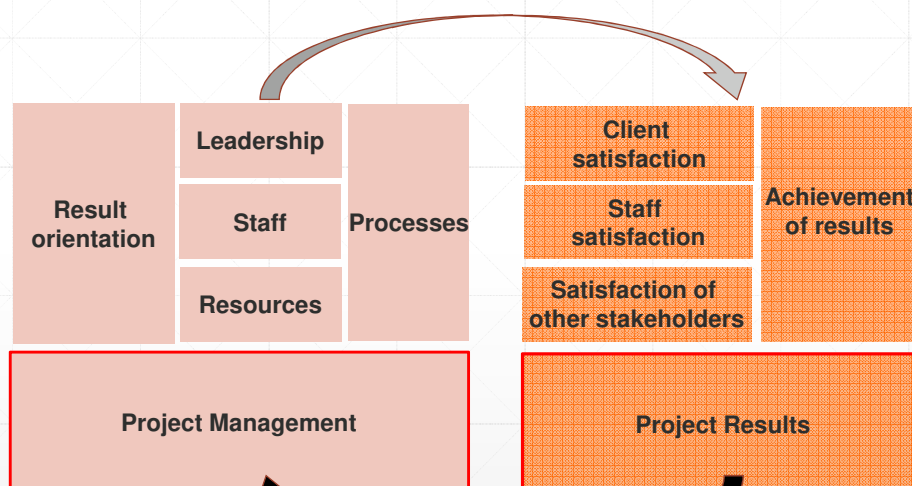 Result
orientation
Leadership
Staff
Resources
Processes
Client
satisfaction
Staff
satisfaction
Satisfaction of
other stakeholders
Achievement
of results
Project Management
Project Results